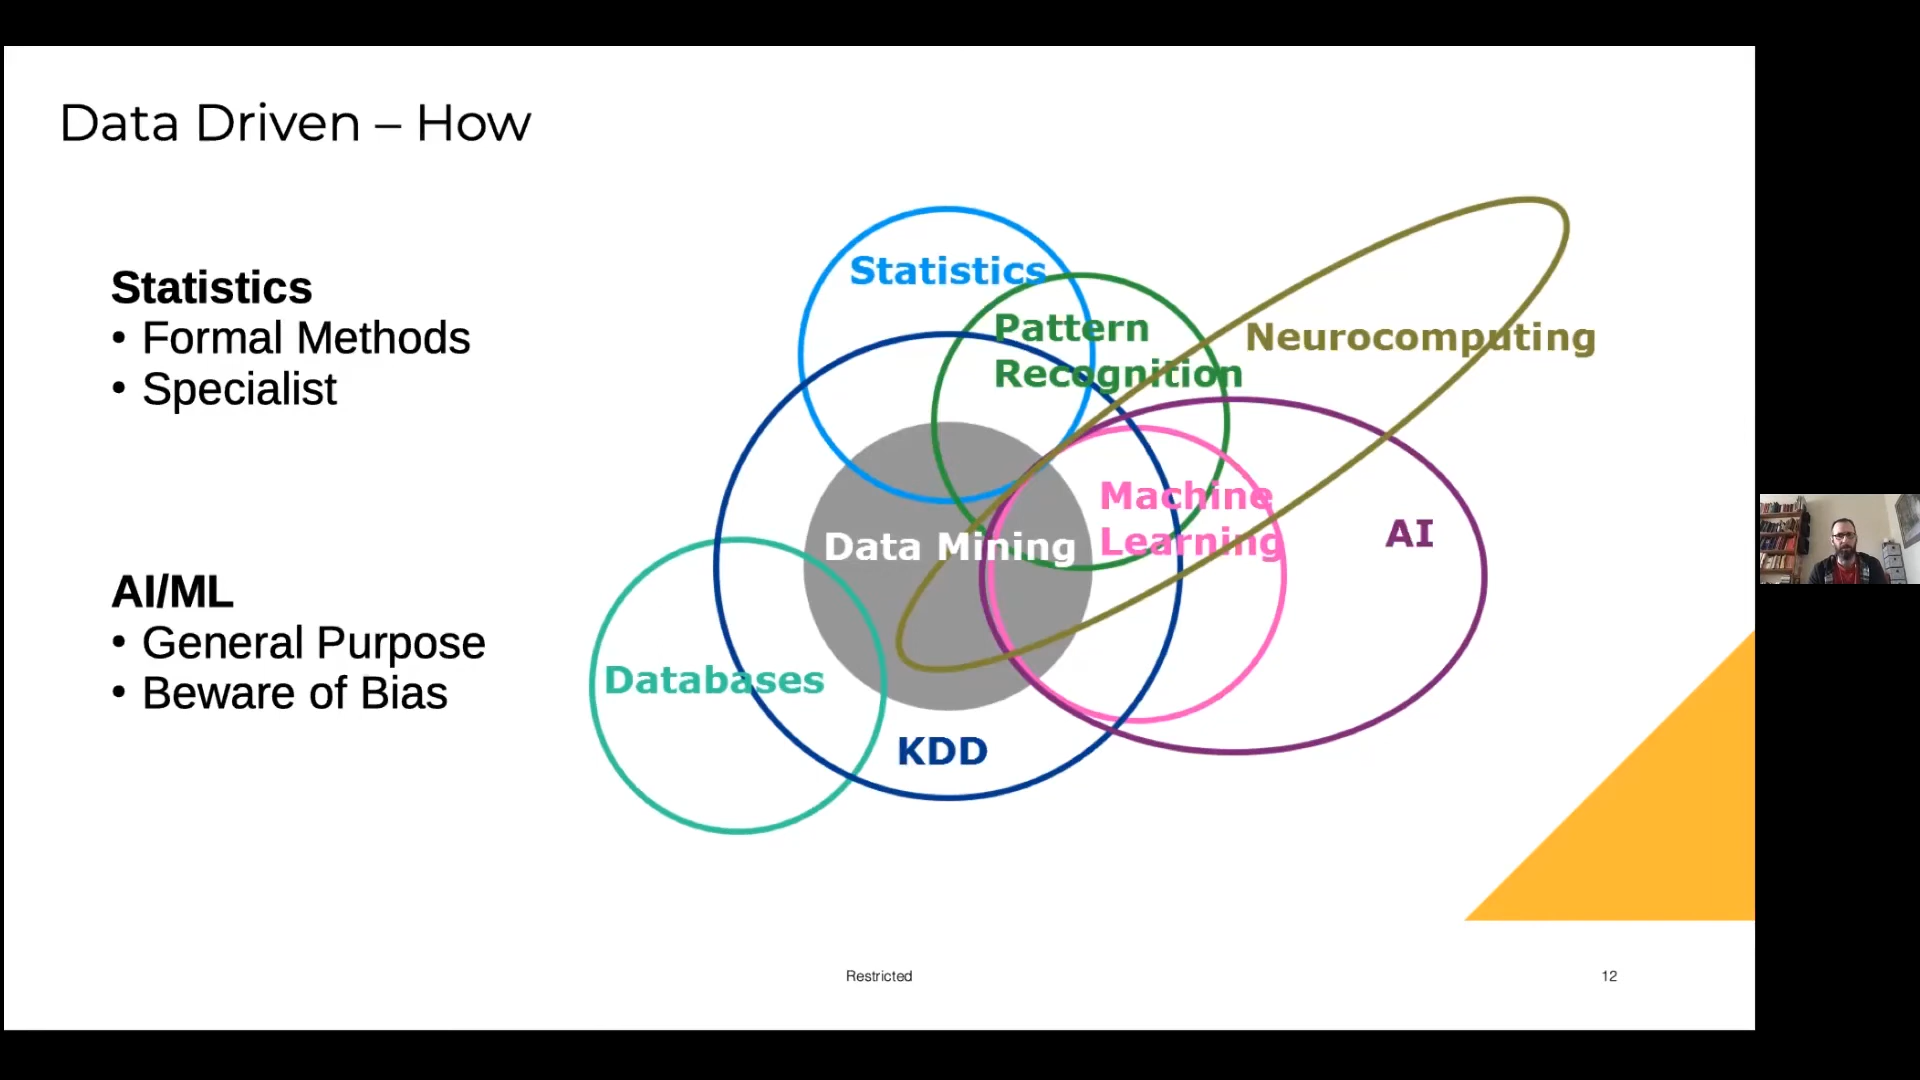 Data Driven – How
Statistics
• Formal Methods
• Specialist
AI/ML
• General Purpose
• Beware of Bias
Statistics
Pattern
Recognition
Neurocomputing
Machine
Learning
AI
Data Mining
Databases
KDD
Restricted
12